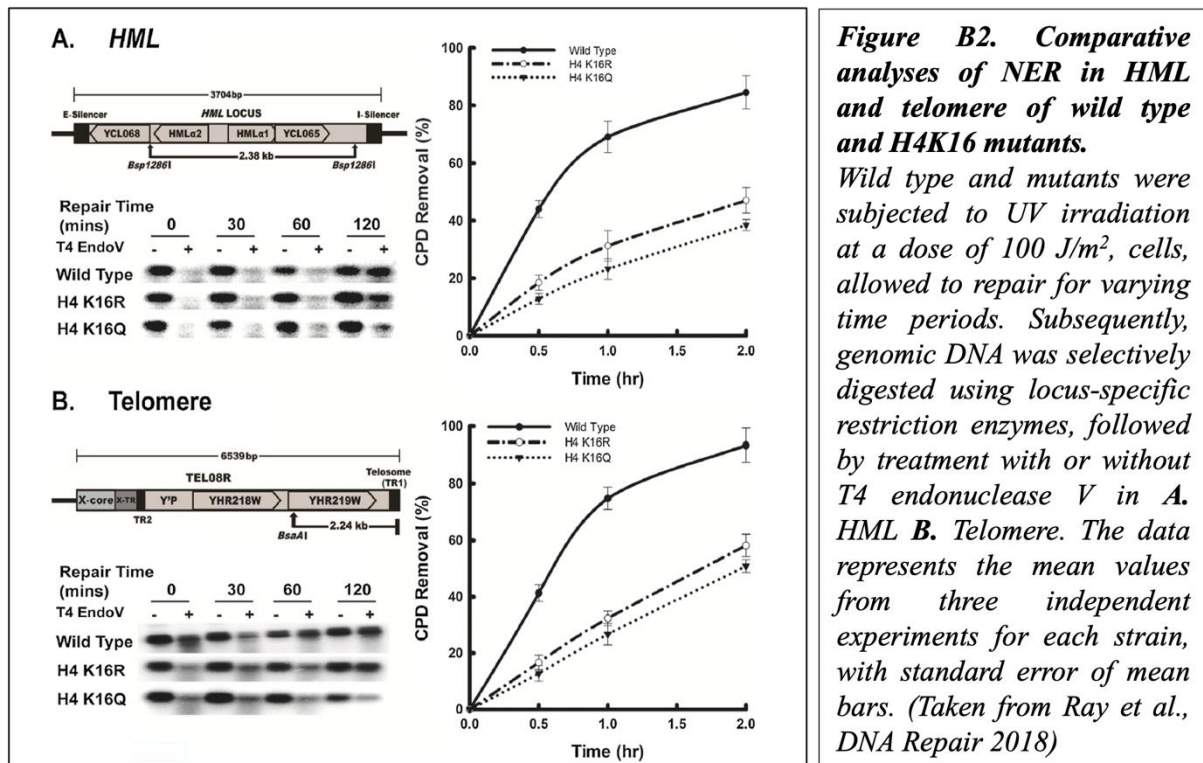 A. HML
3704bp
E-Silencer
HML LOCUS
I-Silencer
YCL068
HMLα2
HMLα1
YCL065
2.38 kb
Bsp1286I
Bsp1286I
Repair Time
(mins)
0 30 60 120
T4 EndoV
- + - + - + - +
Wild Type
H4 K16R
H4 K16Q
Wild Type
H4 K16R
H4 K16Q
CPD Removal (%)
100
80
60
40
20
0
0.0 0.5 1.0 1.5 2.0
Time (hr)
B. Telomere
6539bp
TEL08R
Telosome
(TR1)
X-core
X-TR
Y'P
YHR218W
YHR219W
TR2
BsaAI
2.24 kb
Repair Time
(mins)
0 30 60 120
T4 EndoV
- + - + - + - +
Wild Type
H4 K16R
H4 K16Q
Wild Type
H4 K16R
H4 K16Q
CPD Removal (%)
100
80
60
40
20
0
0.0 0.5 1.0 1.5 2.0
Time (hr)
Figure B2. Comparative
analyses of NER in HML
and telomere of wild type
and H4K16 mutants.
Wild type and mutants were
subjected to UV irradiation
at a dose of 100 J/m², cells,
allowed to repair for varying
time periods. Subsequently,
genomic DNA was selectively
digested using locus-specific
restriction enzymes, followed
by treatment with or without
T4 endonuclease V in A.
HML B. Telomere. The data
represents the mean values
from three independent
experiments for each strain,
with standard error of mean
bars. (Taken from Ray et al.,
DNA Repair 2018)